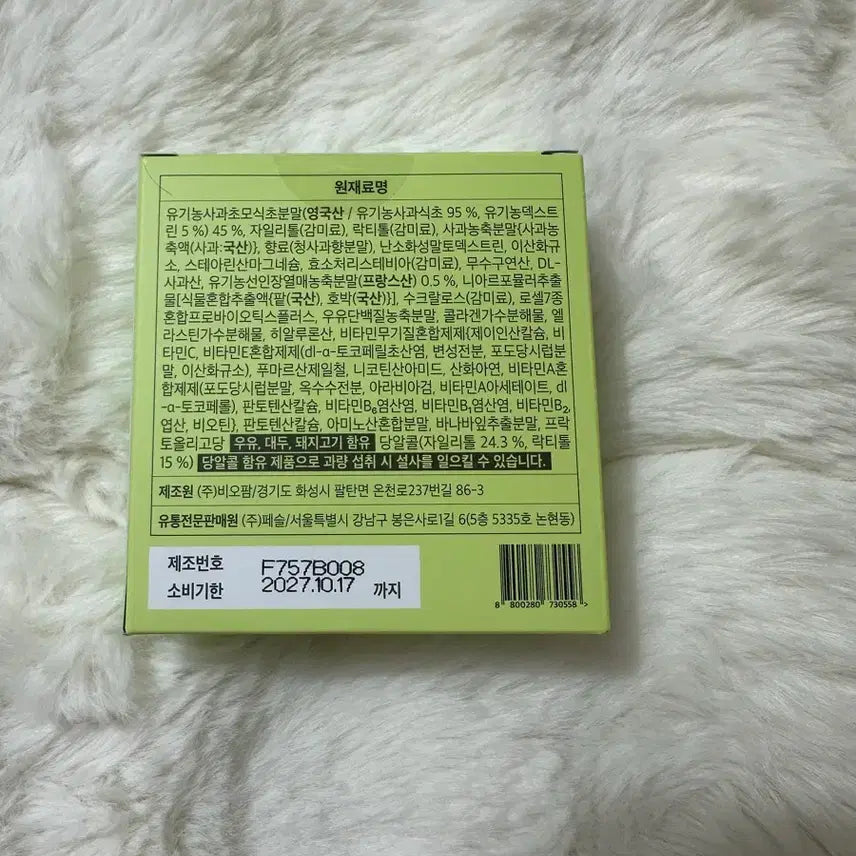 원재료명
유기농사과초모식초분말(영국산 / 유기농사과식초 95 %, 유기농덱스트
린 5 %) 45 %, 자일리톨(감미료), 락티톨(감미료), 사과농축분말{사과농
축액(사과:국산)}, 향료(청사과향분말), 난소화성말토덱스트린, 이산화규
소, 스테아린산마그네슘, 효소처리스테비아(감미료), 무수구연산, DL-
사과산, 유기농선인장열매농축분말(프랑스산) 0.5 %, 니아르포뮬러추출
물[식물혼합추출액{팥(국산), 호박(국산)}], 수크랄로스(감미료), 로셀7종
혼합프로바이오틱스플러스, 우유단백질농축분말, 콜라겐가수분해물, 엘
라스틴가수분해물, 히알루론산, 비타민무기질혼합제제{제이인산칼슘, 비
타민C, 비타민E혼합제제(dl-α-토코페릴초산염, 변성전분, 포도당시럽분
말, 이산화규소), 푸마르산제일철, 니코틴산아미드, 산화아연, 비타민A혼
합제제(포도당시럽분말, 옥수수전분, 아라비아검, 비타민A아세테이트, dl
-α-토코페롤), 판토텐산칼슘, 비타민B₆염산염, 비타민B₁염산염, 비타민B₂,
엽산, 비오틴}, 판토텐산칼슘, 아미노산혼합분말, 바나바잎추출분말, 프락
토올리고당 우유, 대두, 돼지고기 함유 당알콜(자일리톨 24.3 %, 락티톨
15 %) 당알콜 함유 제품으로 과량 섭취 시 설사를 일으킬 수 있습니다.
제조원 (주)비오팜/경기도 화성시 팔탄면 온천로237번길 86-3
유통전문판매원 (주)페슬/서울특별시 강남구 봉은사로1길 6(5층 5335호 논현동)
제조번호 F757B008
소비기한 2027.10.17 까지
8 800280 730558 >